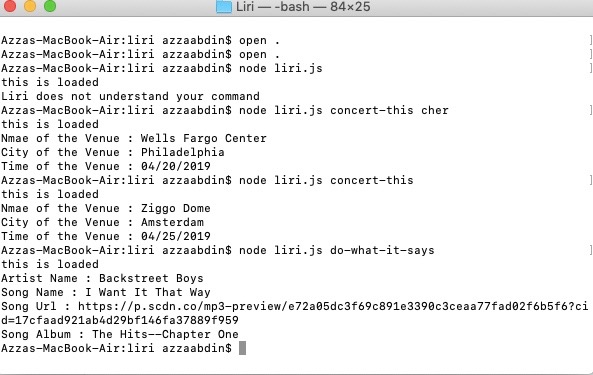 Liri — -bash — 84×25
Azzas-MacBook-Air:liri azzaabdin$ open .
Azzas-MacBook-Air:liri azzaabdin$ open .
Azzas-MacBook-Air:liri azzaabdin$ node liri.js
this is loaded
Liri does not understand your command
Azzas-MacBook-Air:liri azzaabdin$ node liri.js concert-this cher
this is loaded
Nmae of the Venue : Wells Fargo Center
City of the Venue : Philadelphia
Time of the Venue : 04/20/2019
Azzas-MacBook-Air:liri azzaabdin$ node liri.js concert-this
this is loaded
Nmae of the Venue : Ziggo Dome
City of the Venue : Amsterdam
Time of the Venue : 04/25/2019
Azzas-MacBook-Air:liri azzaabdin$ node liri.js do-what-it-says
this is loaded
Artist Name : Backstreet Boys
Song Name : I Want It That Way
Song Url : https://p.scdn.co/mp3-preview/e72a05dc3f69c891e3390c3ceaa77fad02f6b5f6?ci
d=17cfaad921ab4d29bf146fa37889f959
Song Album : The Hits--Chapter One
Azzas-MacBook-Air:liri azzaabdin$